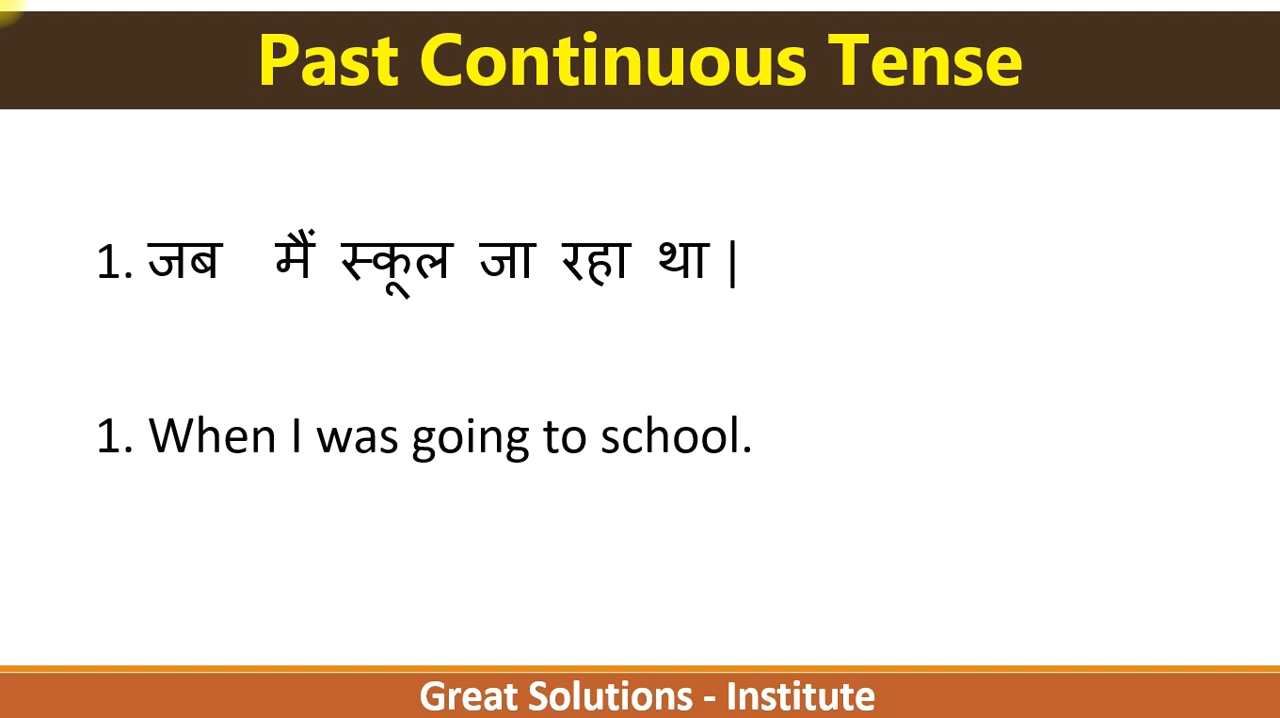 Past Continuous Tense
1. जब मैं स्कूल जा रहा था |
1. When I was going to school.
Great Solutions - Institute